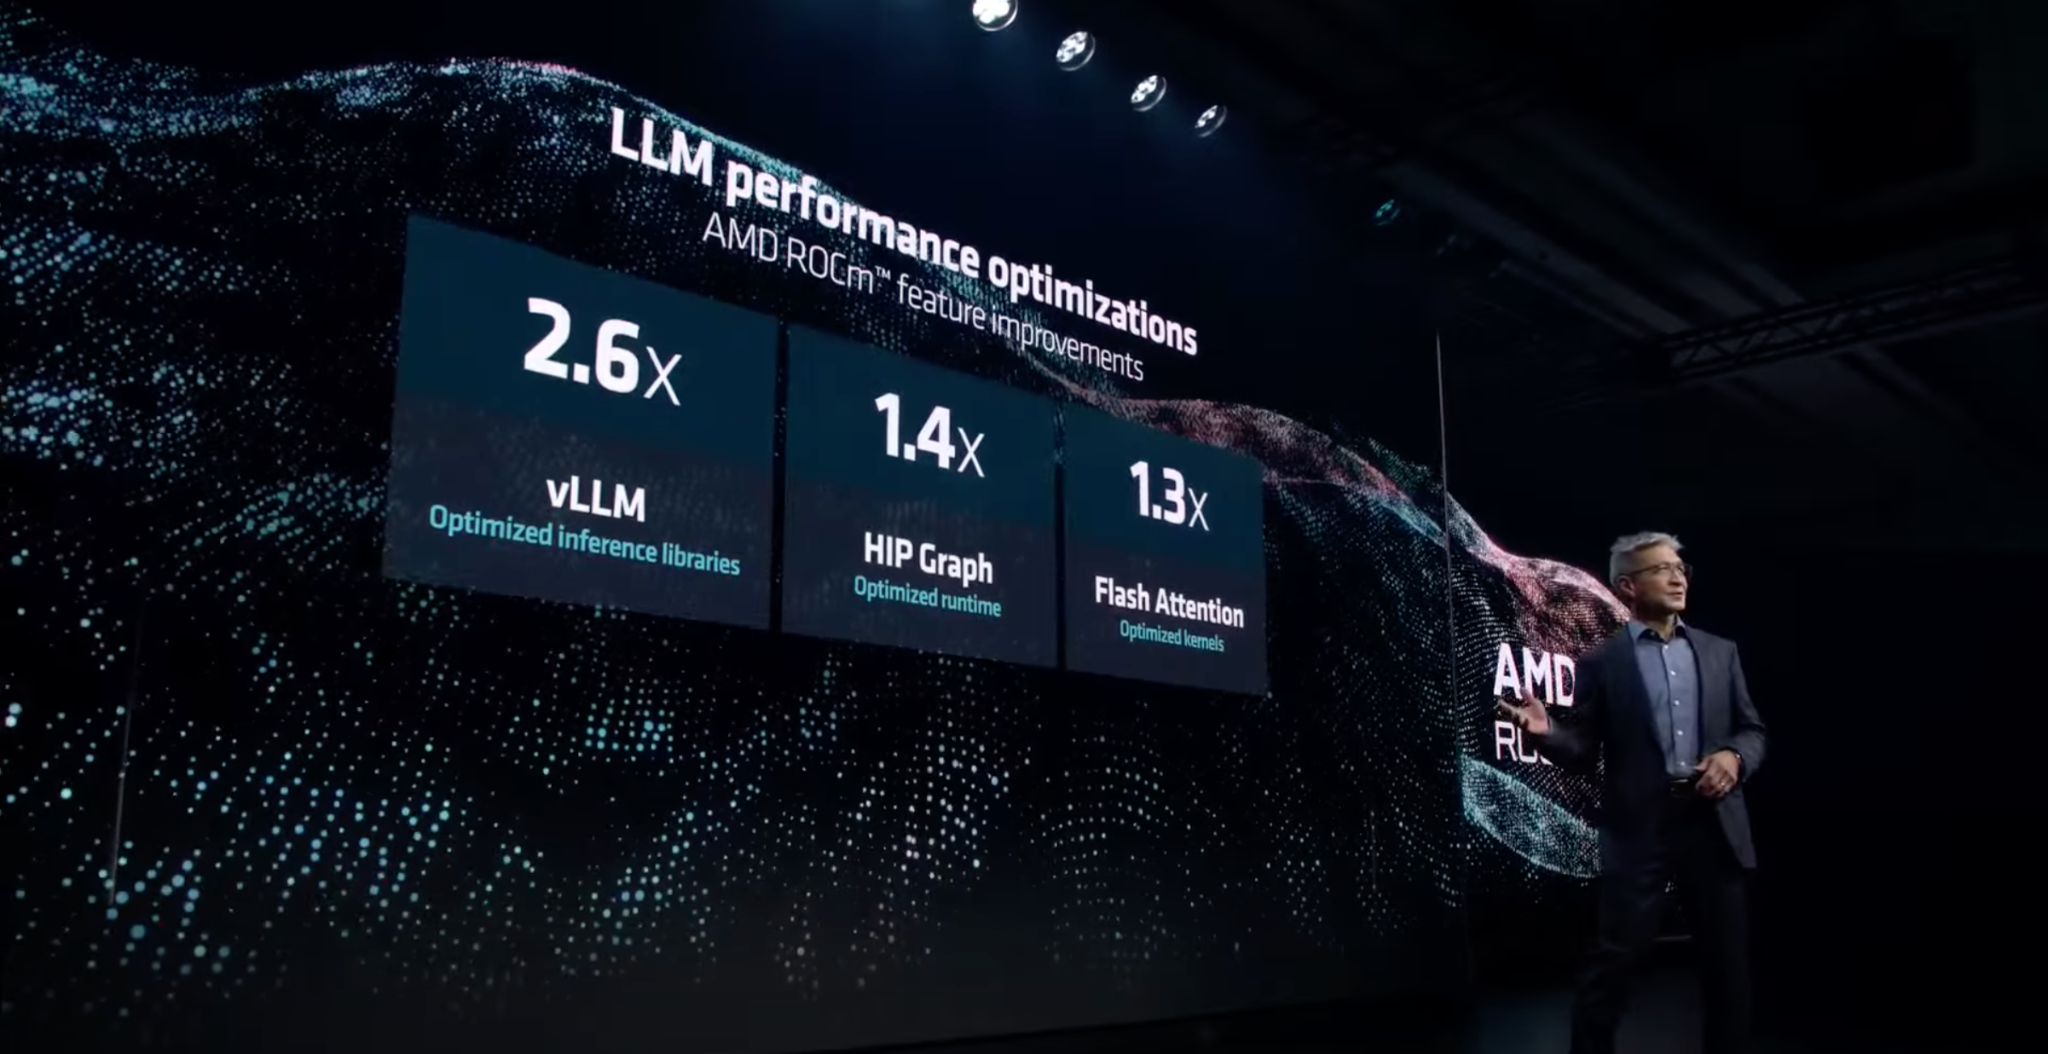 LLM performance optimizations
AMD ROCm™ feature improvements
2.6X
vLLM
Optimized inference libraries
1.4X
HIP Graph
Optimized runtime
1.3X
Flash Attention
Optimized kernels
AMD